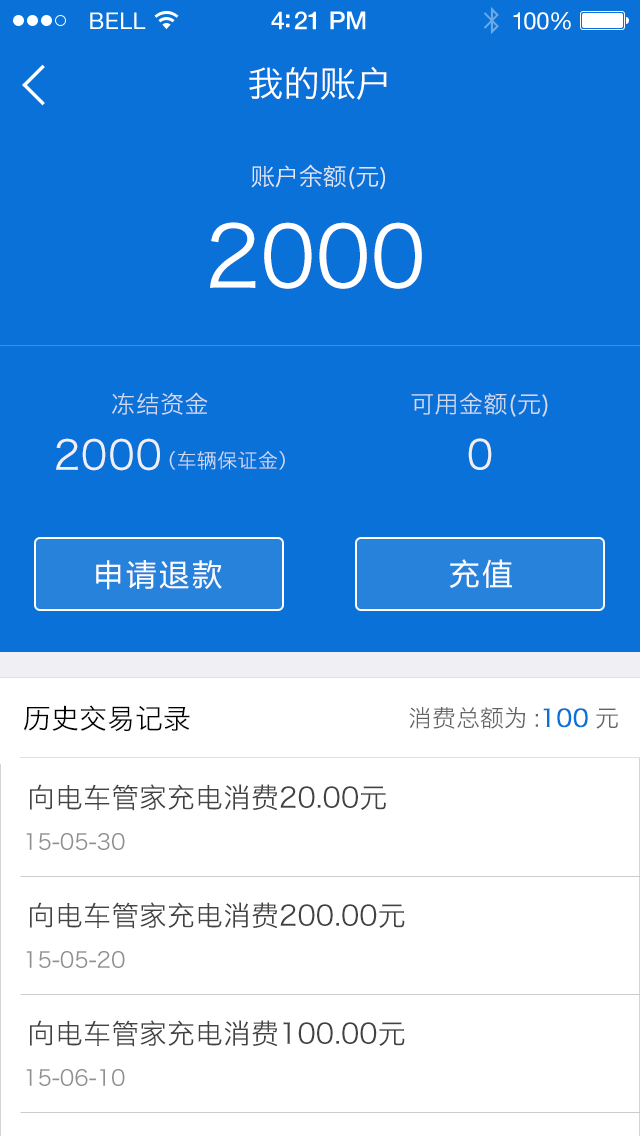 BELL 4:21 PM 100%
我的账户
账户余额(元)
2000
冻结资金 可用金额(元)
2000(车辆保证金) 0
申请退款 充值
历史交易记录 消费总额为:100 元
向电车管家充电消费20.00元
15-05-30
向电车管家充电消费200.00元
15-05-20
向电车管家充电消费100.00元
15-06-10